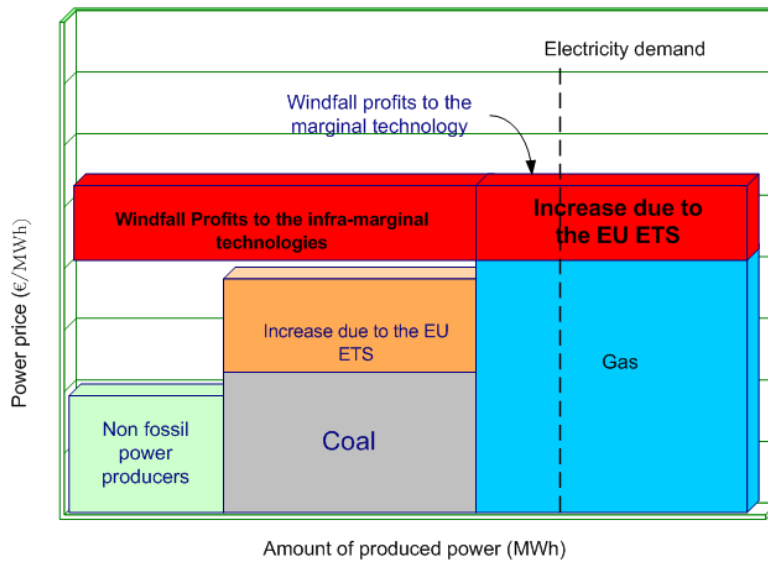 Electricity demand
Windfall profits to the
marginal technology
Windfall Profits to the infra-marginal
technologies
Increase due to
the EU ETS
Increase due to the EU
ETS
Gas
Coal
Non fossil
power
producers
Power price (€/MWh)
Amount of produced power (MWh)